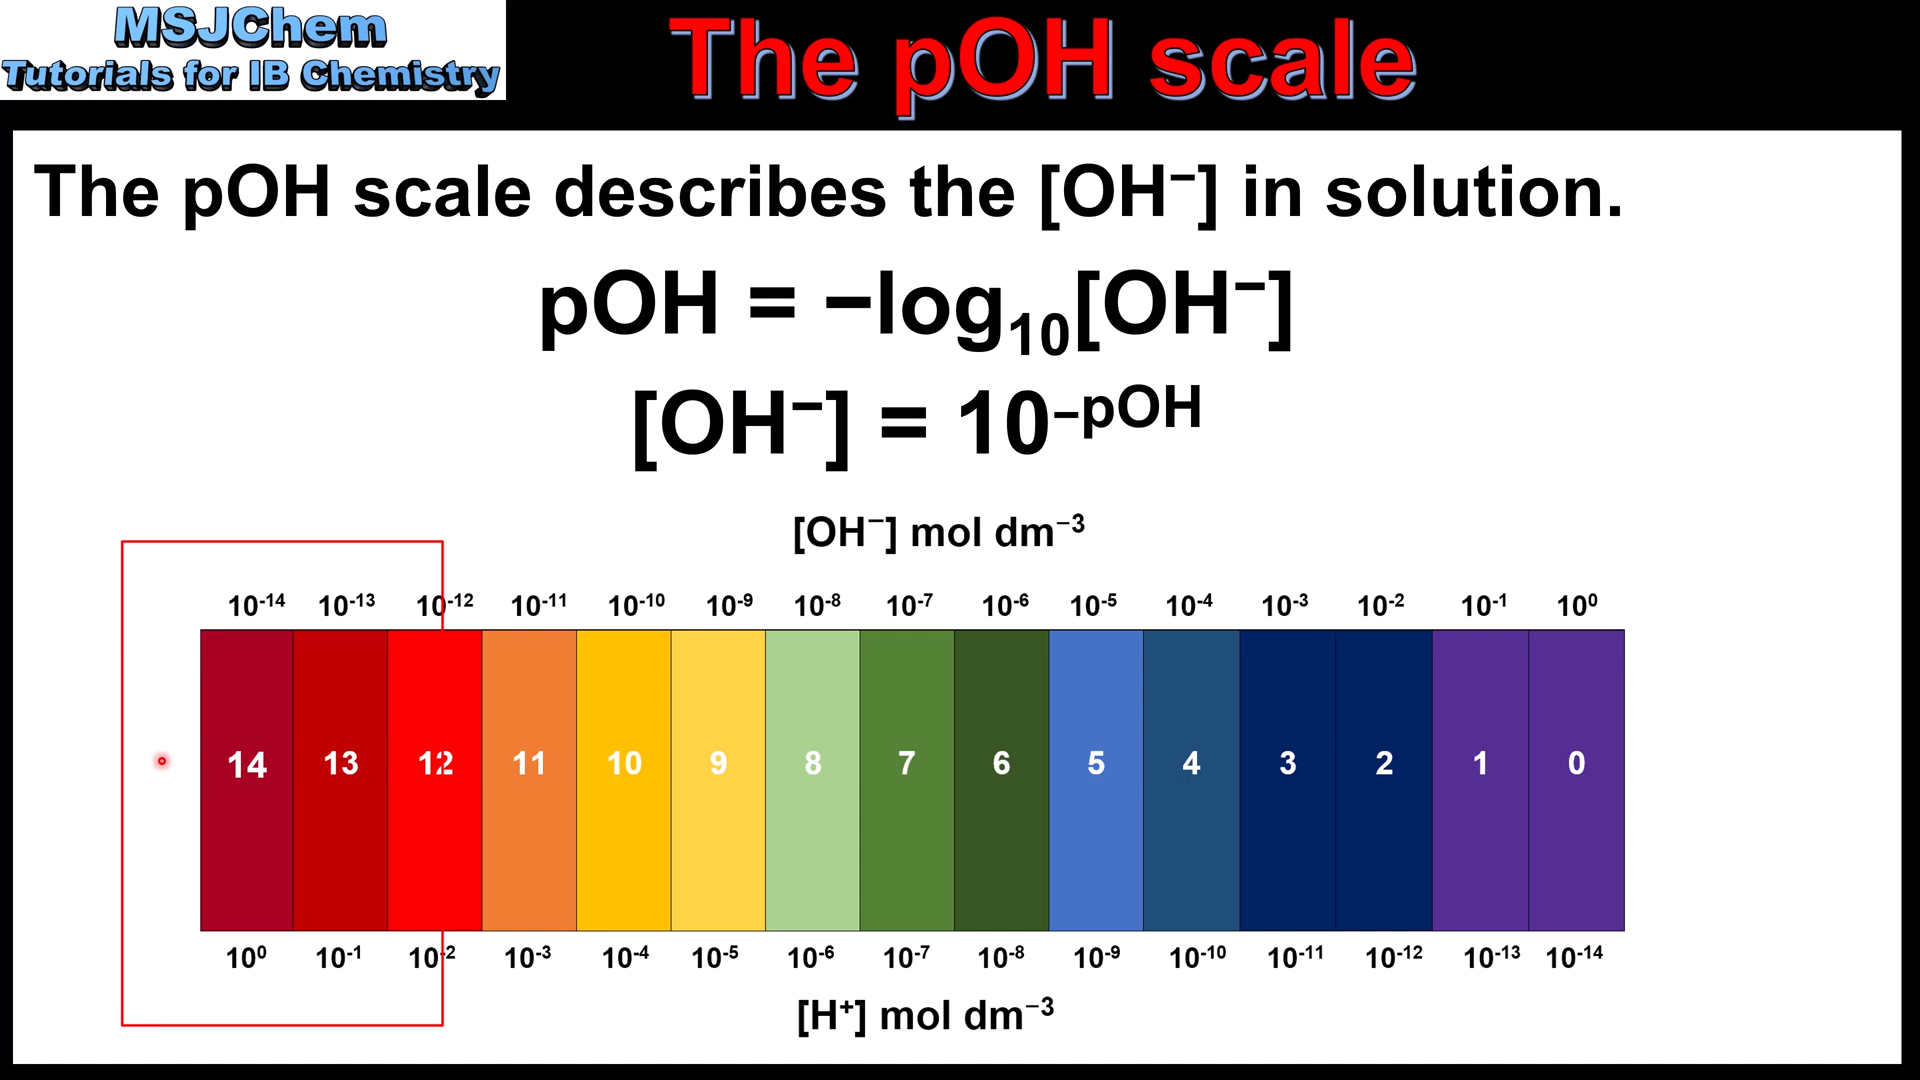 MSJChem
Tutorials for IB Chemistry
The pOH scale
The pOH scale describes the [OH⁻] in solution.
pOH = −log₁₀[OH⁻]
[OH⁻] = 10⁻ᵖᴼᴴ
[OH⁻] mol dm⁻³
10⁻¹⁴ 10⁻¹³ 10⁻¹² 10⁻¹¹ 10⁻¹⁰ 10⁻⁹ 10⁻⁸ 10⁻⁷ 10⁻⁶ 10⁻⁵ 10⁻⁴ 10⁻³ 10⁻² 10⁻¹ 10⁰
14 13 12 11 10 9 8 7 6 5 4 3 2 1 0
10⁰ 10⁻¹ 10⁻² 10⁻³ 10⁻⁴ 10⁻⁵ 10⁻⁶ 10⁻⁷ 10⁻⁸ 10⁻⁹ 10⁻¹⁰ 10⁻¹¹ 10⁻¹² 10⁻¹³ 10⁻¹⁴
[H⁺] mol dm⁻³